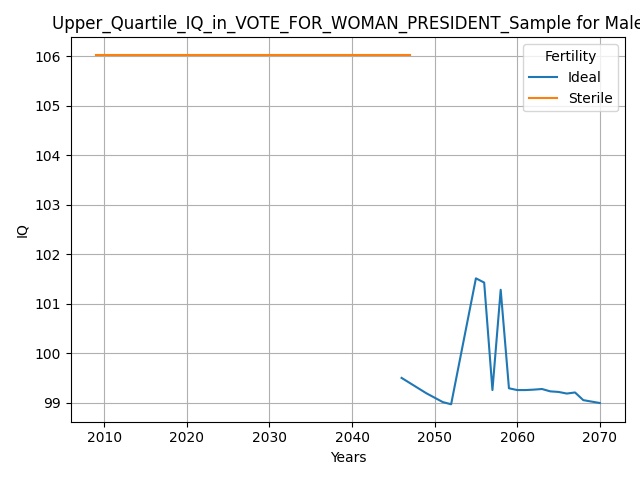 Upper_Quartile_IQ_in_VOTE_FOR_WOMAN_PRESIDENT_Sample for Male
Fertility
Ideal
Sterile
IQ
106
105
104
103
102
101
100
99
2010 2020 2030 2040 2050 2060 2070
Years